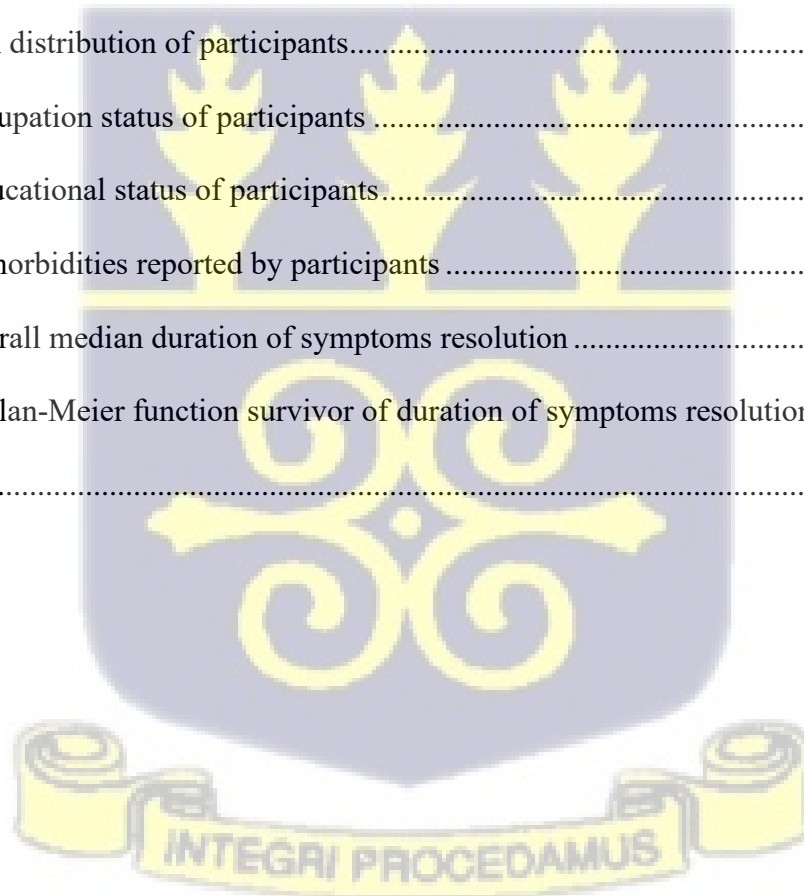 distribution of participants..........................................................
upation status of participants ......................................................
ucational status of participants.....................................................
morbidities reported by participants .............................................
rall median duration of symptoms resolution .............................
lan-Meier function survivor of duration of symptoms resolution
..........................................................................................................
INTEGRI PROCEDAMUS